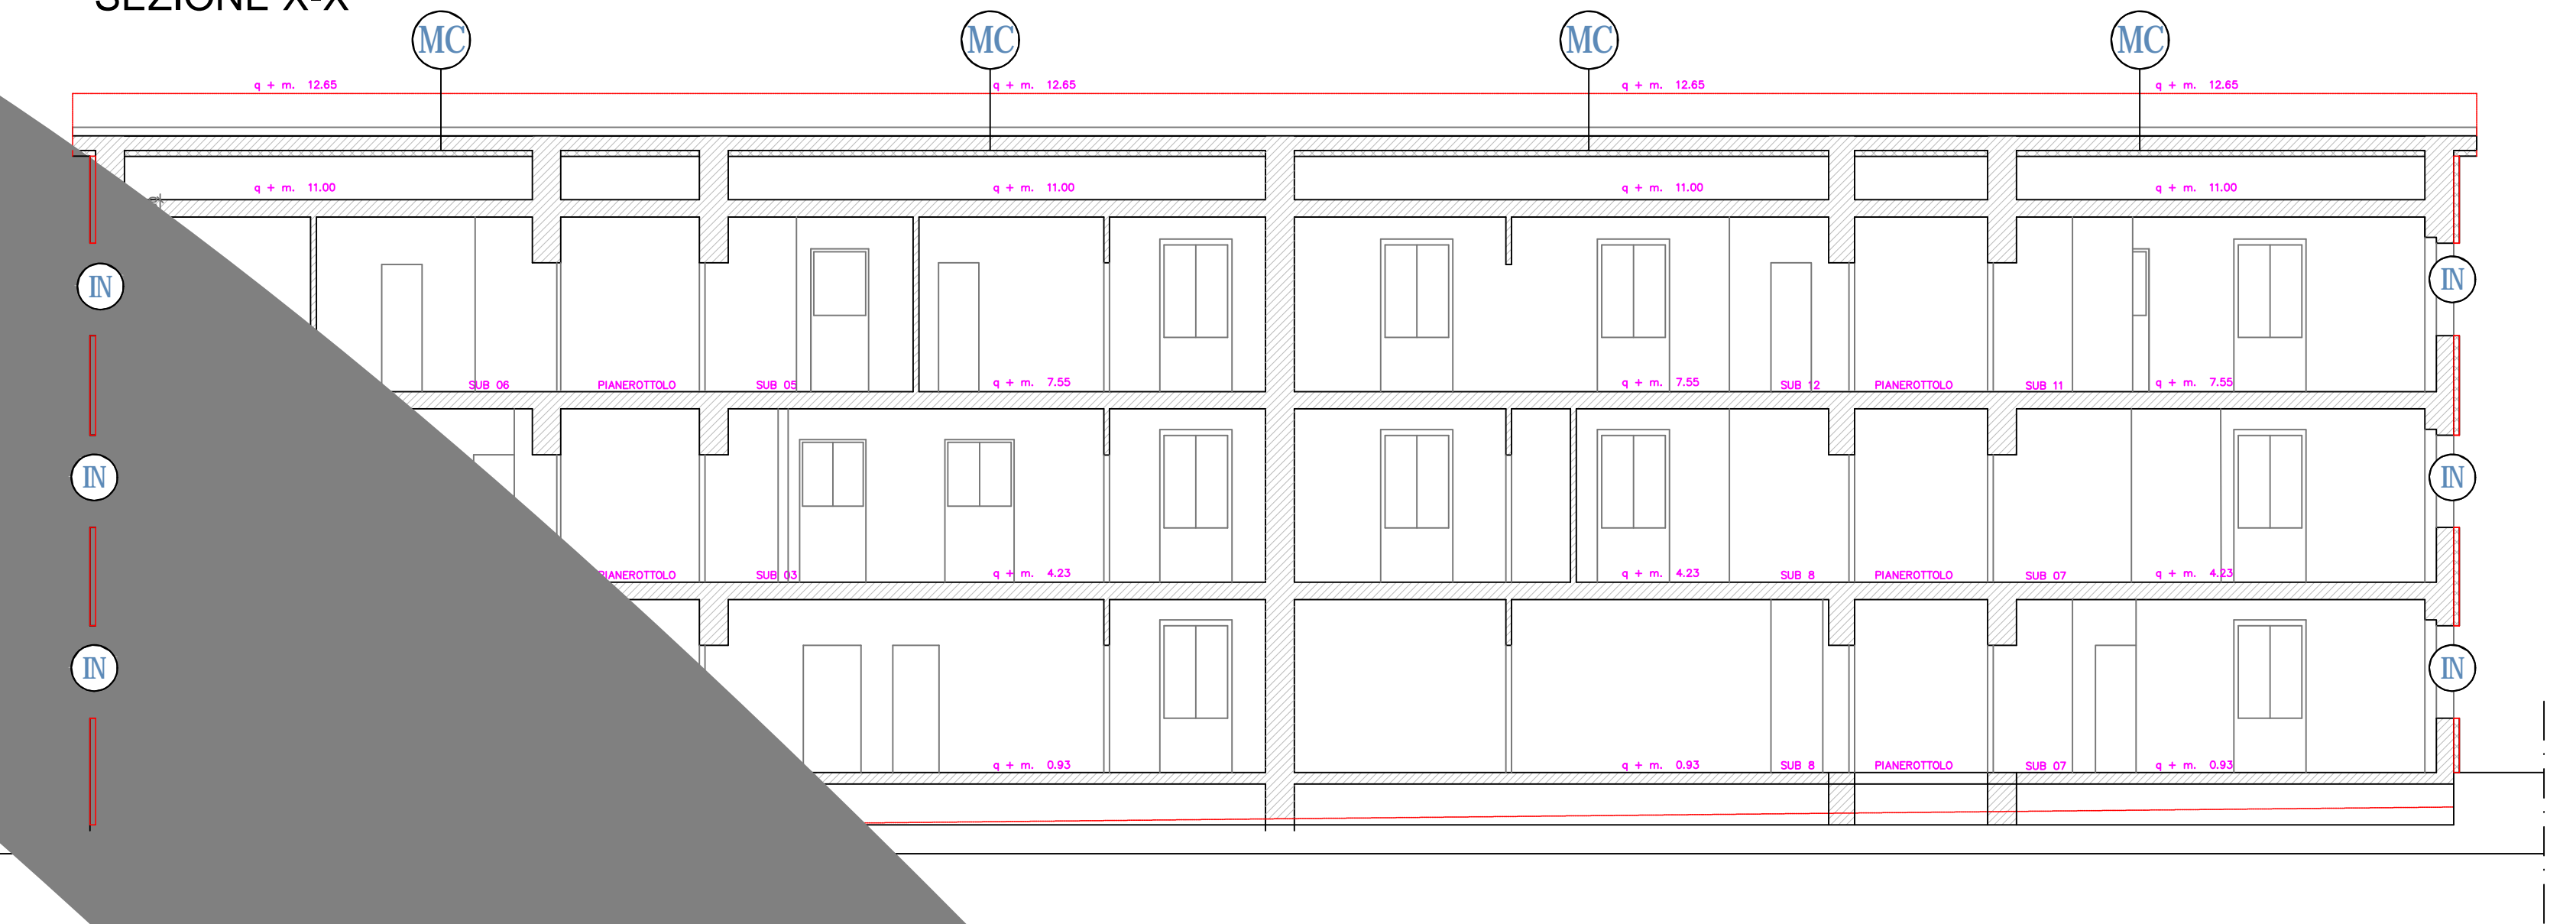 SEZIONE X-X
MC MC MC MC
q + m. 12.65 q + m. 12.65 q + m. 12.65 q + m. 12.65
q + m. 11.00 q + m. 11.00 q + m. 11.00 q + m. 11.00
IN IN
SUB 06 PIANEROTTOLO SUB 05 q + m. 7.55 q + m. 7.55 SUB 12 PIANEROTTOLO SUB 11 q + m. 7.55
IN IN
PIANEROTTOLO SUB 03 q + m. 4.23 q + m. 4.23 SUB 8 PIANEROTTOLO SUB 07 q + m. 4.23
IN IN
q + m. 0.93 q + m. 0.93 SUB 8 PIANEROTTOLO SUB 07 q + m. 0.93